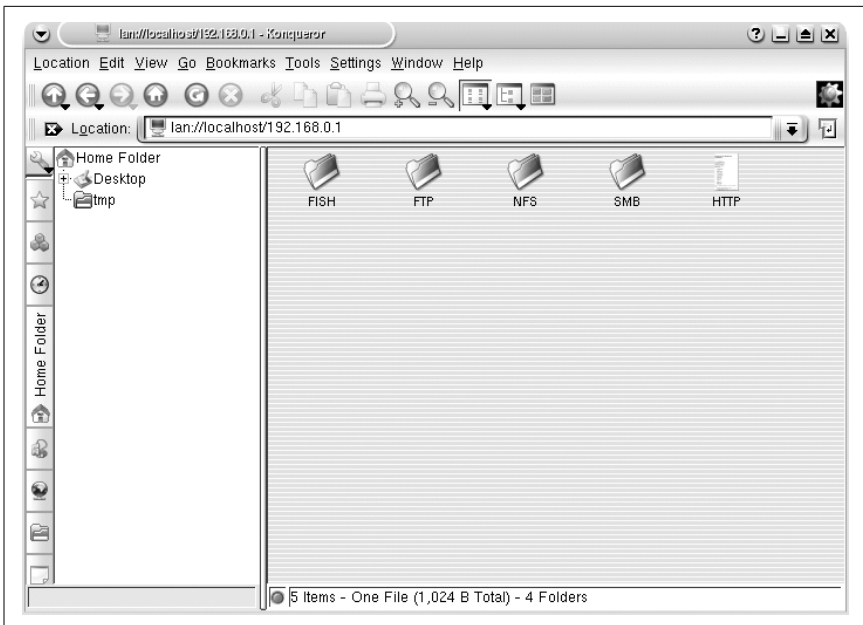 lan://localhost/192.168.0.1 - Konqueror
Location Edit View Go Bookmarks Tools Settings Window Help
Location: lan://localhost/192.168.0.1
Home Folder
Desktop
tmp
Home Folder
FISH FTP NFS SMB HTTP
5 Items - One File (1,024 B Total) - 4 Folders